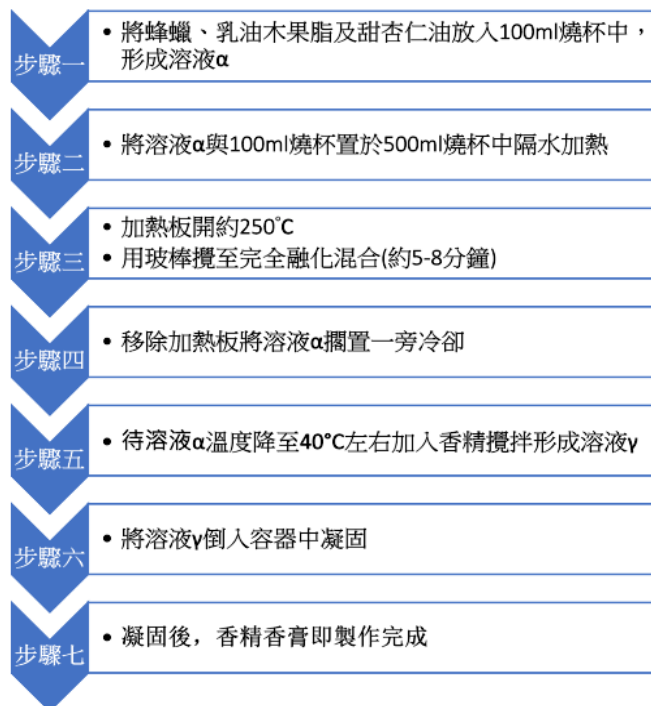 步驟一
• 將蜂蠟、乳油木果脂及甜杏仁油放入100ml燒杯中，
形成溶液α
步驟二
• 將溶液α與100ml燒杯置於500ml燒杯中隔水加熱
步驟三
• 加熱板開約250°C
• 用玻棒攪至完全融化混合(約5-8分鐘)
步驟四
• 移除加熱板將溶液α擱置一旁冷卻
步驟五
• 待溶液α溫度降至40°C左右加入香精攪拌形成溶液γ
步驟六
• 將溶液γ倒入容器中凝固
步驟七
• 凝固後，香精香膏即製作完成